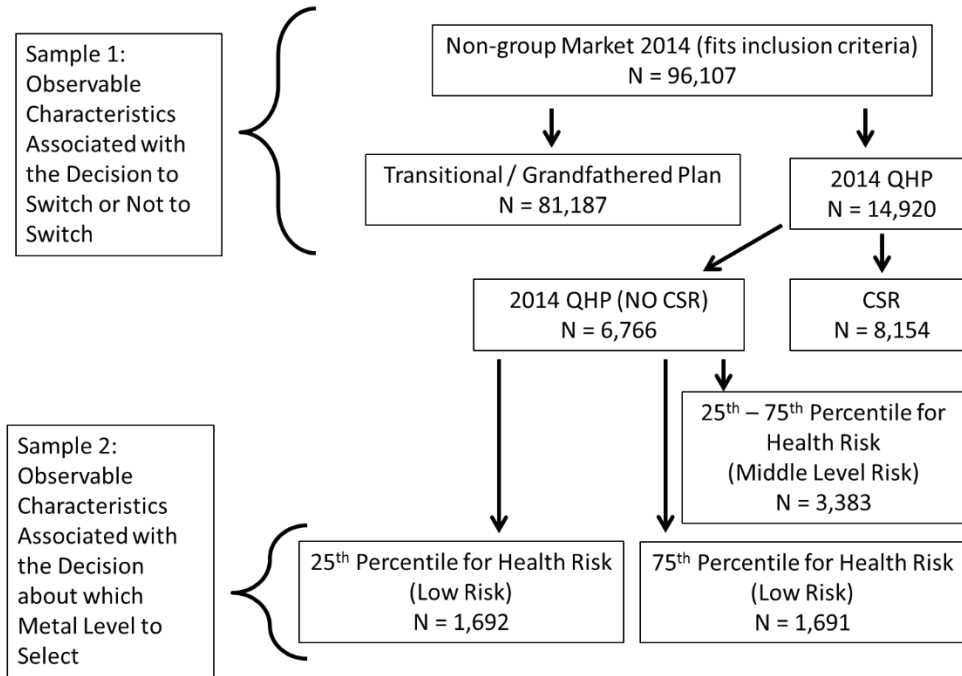 Sample 1:
Observable
Characteristics
Associated with
the Decision to
Switch or Not to
Switch
Non-group Market 2014 (fits inclusion criteria)
N = 96,107
Transitional / Grandfathered Plan
N = 81,187
2014 QHP
N = 14,920
2014 QHP (NO CSR)
N = 6,766
CSR
N = 8,154
25th – 75th Percentile for
Health Risk
(Middle Level Risk)
N = 3,383
Sample 2:
Observable
Characteristics
Associated with
the Decision
about which
Metal Level to
Select
25th Percentile for Health Risk
(Low Risk)
N = 1,692
75th Percentile for Health Risk
(Low Risk)
N = 1,691